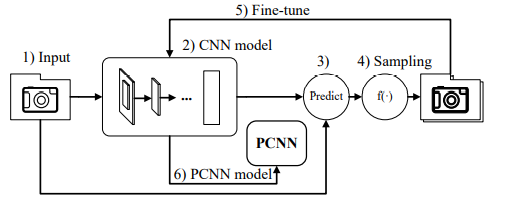 5) Fine-tune
1) Input
2) CNN model
3)
4) Sampling
...
Predict
f(·)
PCNN
6) PCNN model